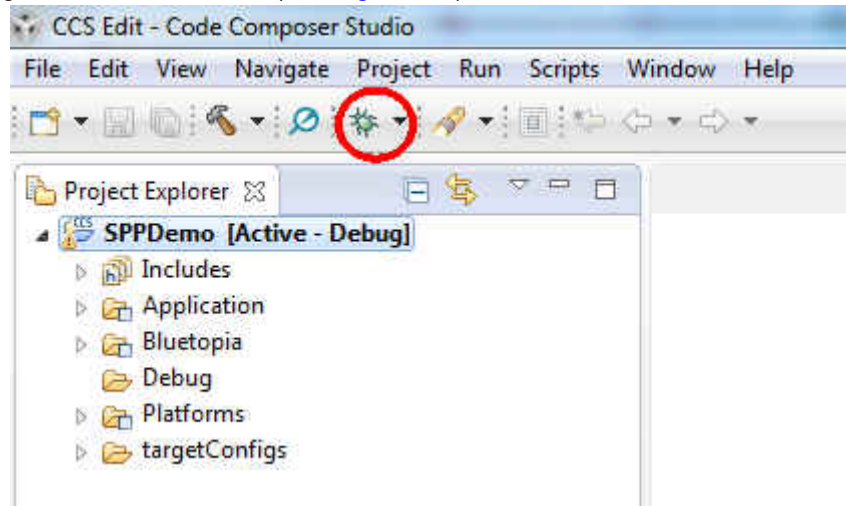 CCS Edit - Code Composer Studio
File Edit View Navigate Project Run Scripts Window Help
Project Explorer
CCS
SPPDemo [Active - Debug]
h
Includes
Application
Bluetopia
Debug
Platforms
targetConfigs